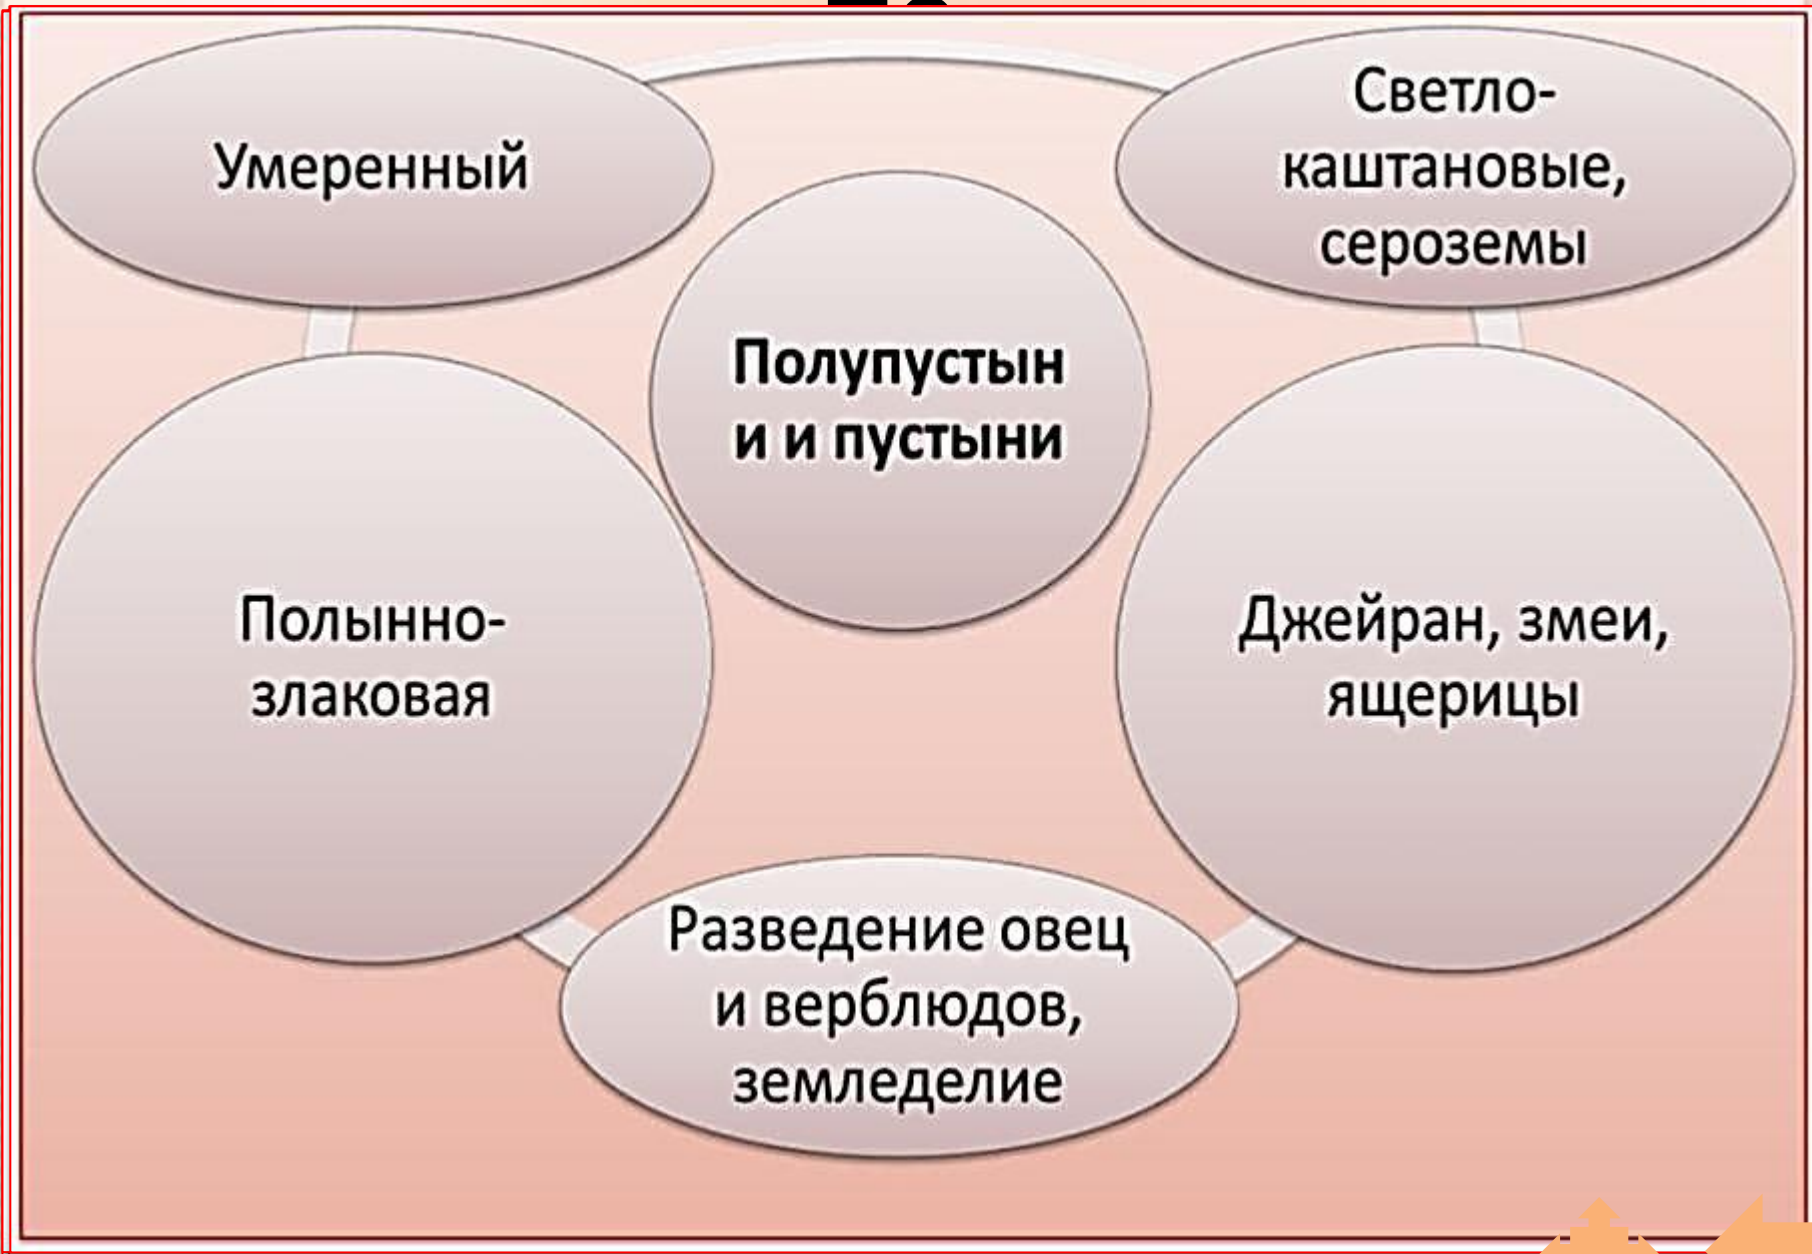 Умеренный
Светло-
каштановые,
сероземы
Полупустын
и и пустыни
Полынно-
злаковая
Джейран, змеи,
ящерицы
Разведение овец
и верблюдов,
земледелие